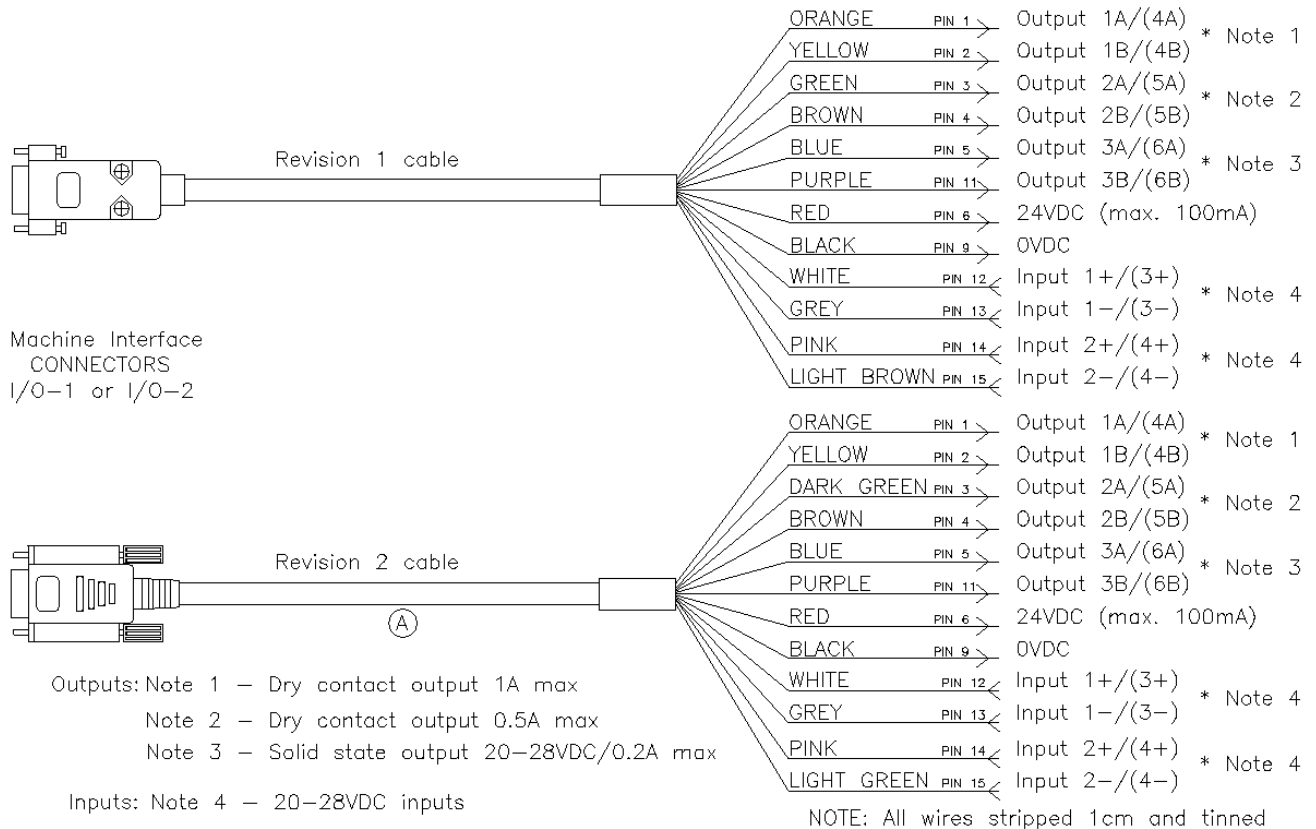 ORANGE PIN 1 Output 1A/(4A)
* Note 1
YELLOW PIN 2 Output 1B/(4B)
GREEN PIN 3 Output 2A/(5A)
* Note 2
BROWN PIN 4 Output 2B/(5B)
BLUE PIN 5 Output 3A/(6A)
* Note 3
PURPLE PIN 11 Output 3B/(6B)
RED PIN 6 24VDC (max. 100mA)
BLACK PIN 9 0VDC
WHITE PIN 12 Input 1+/(3+)
* Note 4
GREY PIN 13 Input 1-/(3-)
PINK PIN 14 Input 2+/(4+)
* Note 4
LIGHT BROWN PIN 15 Input 2-/(4-)
Revision 1 cable
Machine Interface
CONNECTORS
I/O-1 or I/O-2
ORANGE PIN 1 Output 1A/(4A)
* Note 1
YELLOW PIN 2 Output 1B/(4B)
DARK GREEN PIN 3 Output 2A/(5A)
* Note 2
BROWN PIN 4 Output 2B/(5B)
BLUE PIN 5 Output 3A/(6A)
* Note 3
PURPLE PIN 11 Output 3B/(6B)
RED PIN 6 24VDC (max. 100mA)
BLACK PIN 9 0VDC
WHITE PIN 12 Input 1+/(3+)
* Note 4
GREY PIN 13 Input 1-/(3-)
PINK PIN 14 Input 2+/(4+)
* Note 4
LIGHT GREEN PIN 15 Input 2-/(4-)
Revision 2 cable
A
Outputs: Note 1 - Dry contact output 1A max
Note 2 - Dry contact output 0.5A max
Note 3 - Solid state output 20-28VDC/0.2A max
Inputs: Note 4 - 20-28VDC inputs
NOTE: All wires stripped 1cm and tinned